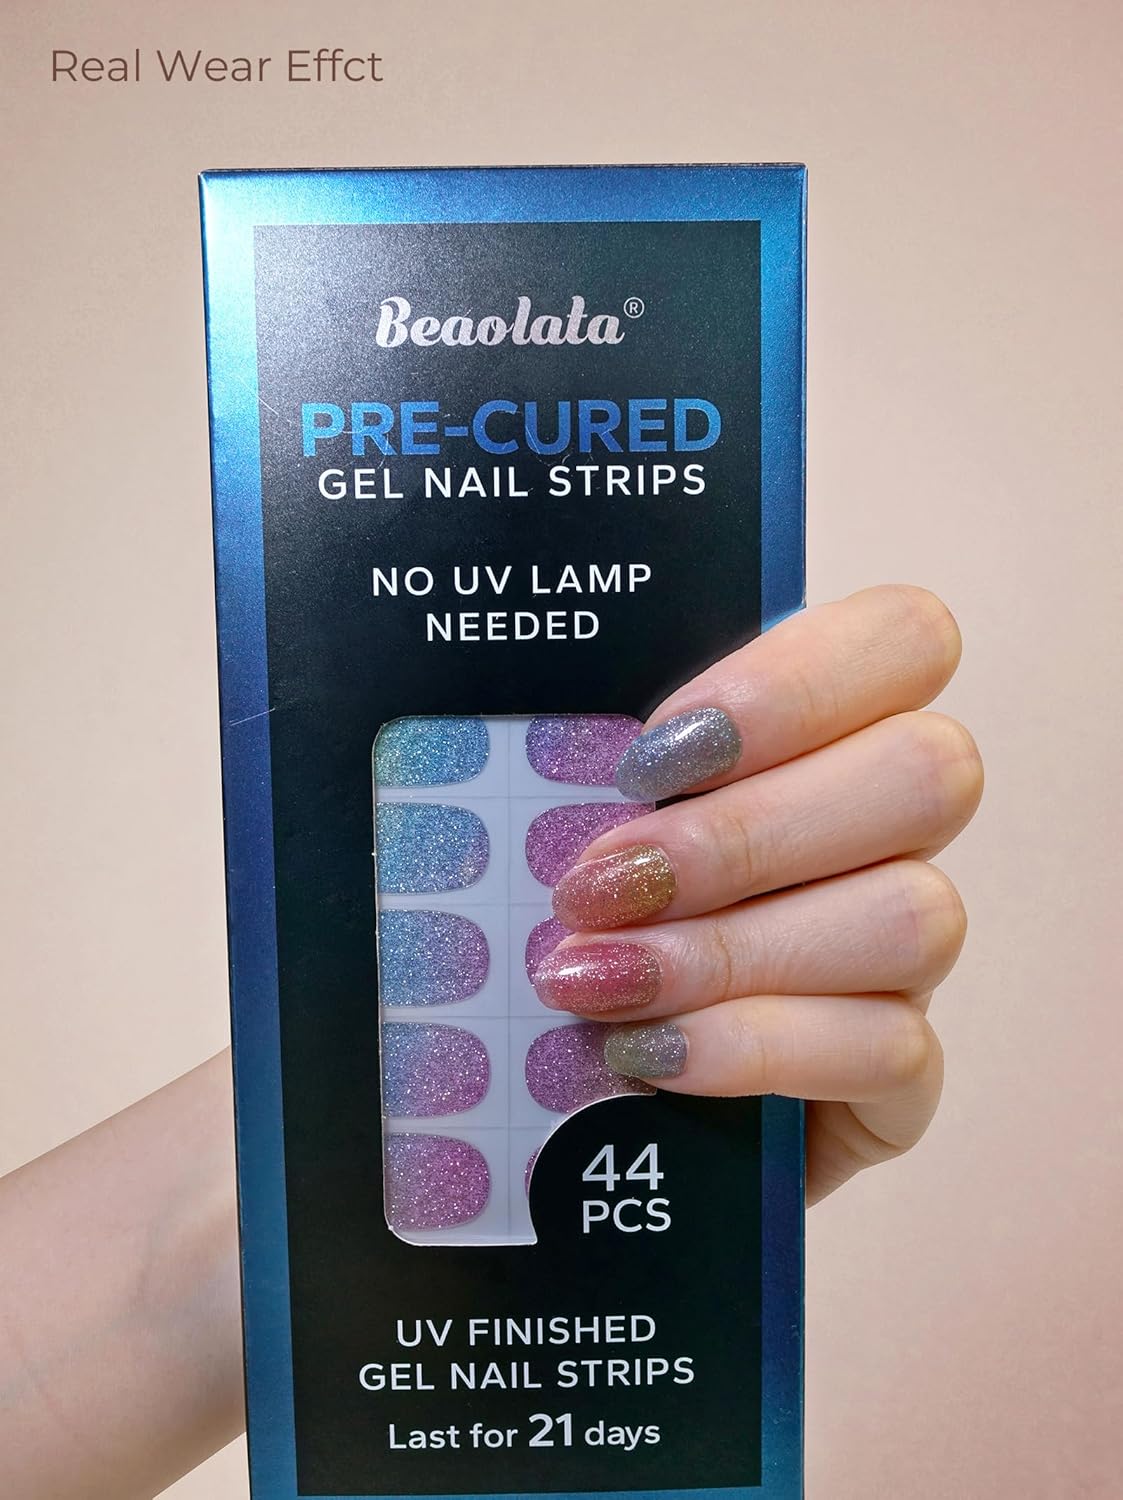 Real Wear Effct
Beaolata®
PRE-CURED
GEL NAIL STRIPS
NO UV LAMP
NEEDED
44
PCS
UV FINISHED
GEL NAIL STRIPS
Last for 21 days